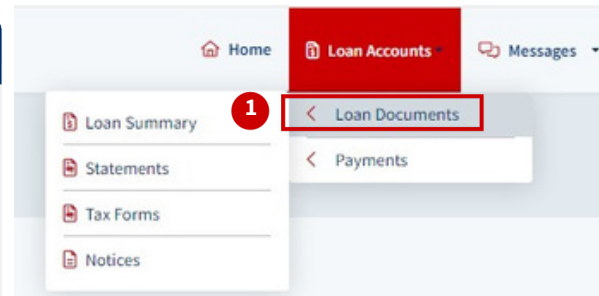 Home Loan Accounts Messages
1 Loan Documents
Payments
Loan Summary
Statements
Tax Forms
Notices